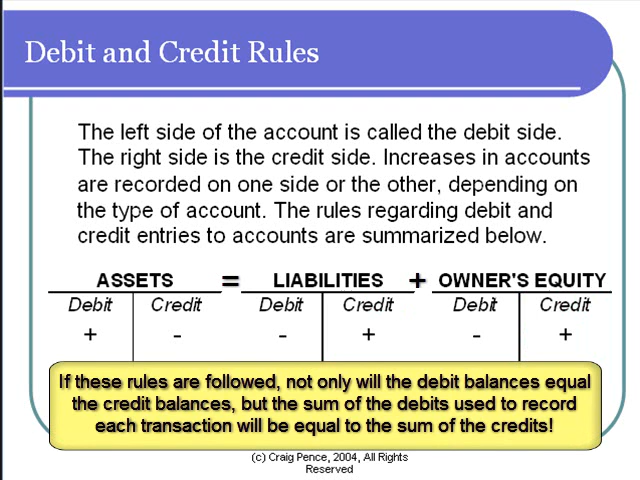 Debit and Credit Rules
The left side of the account is called the debit side.
The right side is the credit side. Increases in accounts
are recorded on one side or the other, depending on
the type of account. The rules regarding debit and
credit entries to accounts are summarized below.
ASSETS = LIABILITIES + OWNER'S EQUITY
Debit Credit Debit Credit Debit Credit
+ - - + - +
If these rules are followed, not only will the debit balances equal
the credit balances, but the sum of the debits used to record
each transaction will be equal to the sum of the credits!
(c) Craig Pence, 2004, All Rights
Reserved